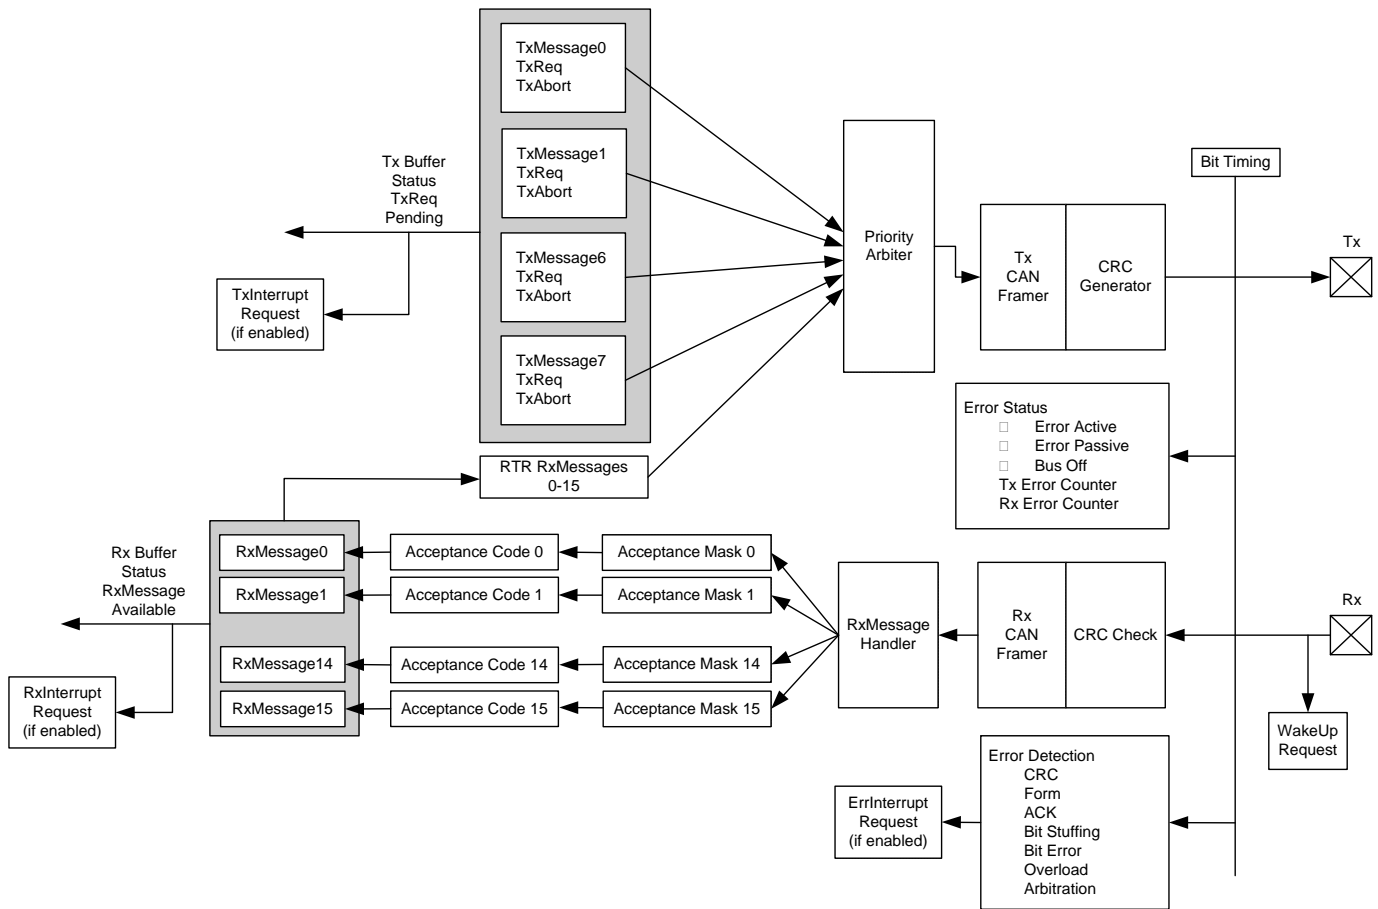 TxMessage0
TxReq
TxAbort
TxMessage1
TxReq
TxAbort
TxMessage6
TxReq
TxAbort
TxMessage7
TxReq
TxAbort
Tx Buffer
Status
TxReq
Pending
TxInterrupt
Request
(if enabled)
Priority
Arbiter
Tx
CAN
Framer
CRC
Generator
Bit Timing
Tx
Error Status
Error Active
Error Passive
Bus Off
Tx Error Counter
Rx Error Counter
RTR RxMessages
0-15
Rx Buffer
Status
RxMessage
Available
RxInterrupt
Request
(if enabled)
RxMessage0
Acceptance Code 0
Acceptance Mask 0
RxMessage1
Acceptance Code 1
Acceptance Mask 1
RxMessage14
Acceptance Code 14
Acceptance Mask 14
RxMessage15
Acceptance Code 15
Acceptance Mask 15
RxMessage
Handler
Rx
CAN
Framer
CRC Check
Rx
WakeUp
Request
Error Detection
CRC
Form
ACK
Bit Stuffing
Bit Error
Overload
Arbitration
ErrInterrupt
Request
(if enabled)